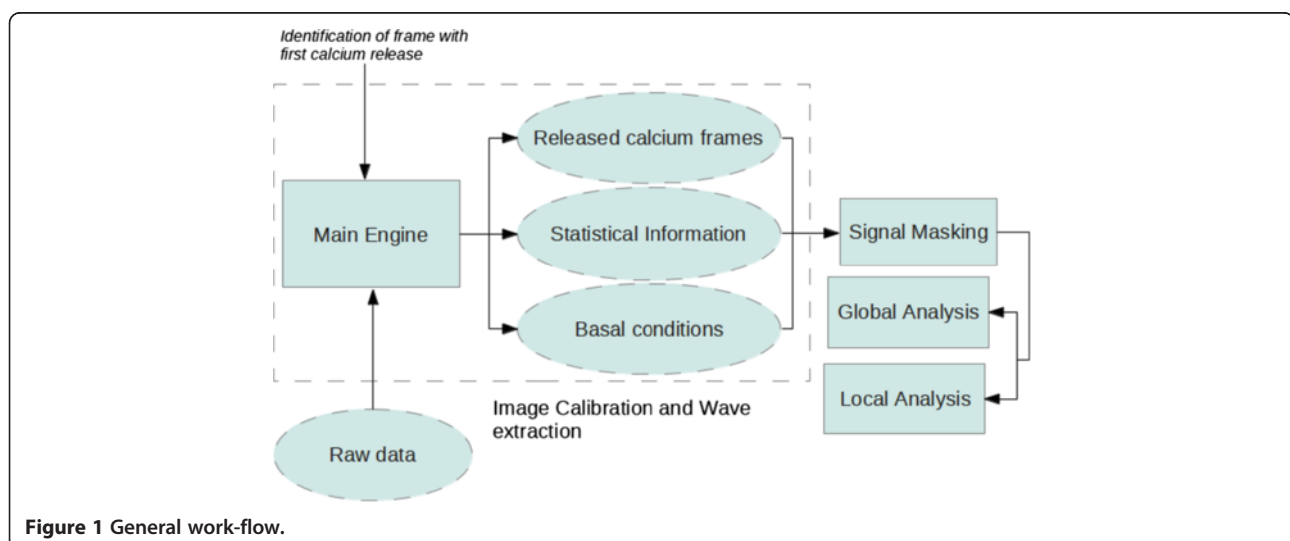 Identification of frame with
first calcium release
Released calcium frames
Main Engine
Statistical Information
Signal Masking
Basal conditions
Global Analysis
Local Analysis
Image Calibration and Wave
extraction
Raw data
Figure 1 General work-flow.